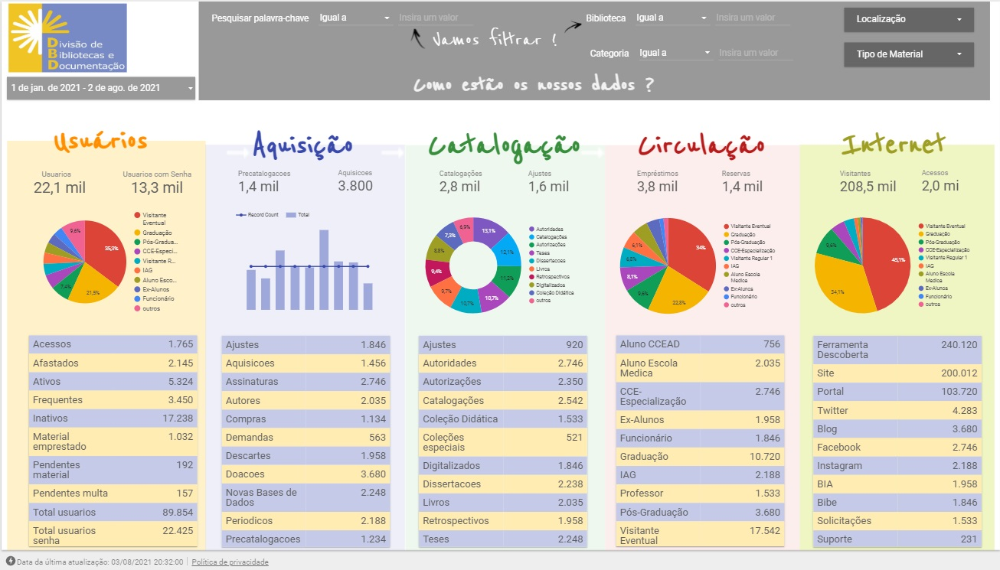 DBD
Divisão de
Bibliotecas e
Documentação
1 de jan. de 2021 - 2 de ago. de 2021
Pesquisar palavra-chave Igual a Insira um valor
Biblioteca Igual a Insira um valor
Vamos filtrar !
Categoria Igual a Insira um valor
Localização
Tipo de Material
Como estão os nossos dados ?
Usuários
Usuarios Usuarios com Senha
22,1 mil 13,3 mil
35,3%
21,5%
7,4%
9,6%
Visitante
Eventual
Graduação
Pós-Gradua...
CCE-Especi...
Visitante R...
IAG
Aluno Esco...
Ex-Alunos
Funcionário
outros
Acessos 1.765
Afastados 2.145
Ativos 5.324
Frequentes 3.450
Inativos 17.238
Material
emprestado 1.032
Pendentes
material 192
Pendentes multa 157
Total usuarios 89.854
Total usuarios
senha 22.425
Aquisição
Precatalogacoes Aquisicoes
1,4 mil 3.800
Record Count Total
Ajustes 1.846
Aquisicoes 1.456
Assinaturas 2.746
Autores 2.035
Compras 1.134
Demandas 563
Descartes 1.958
Doacoes 3.680
Novas Bases de
Dados 2.248
Periodicos 2.188
Precatalogacoes 1.234
Catalogação
Catalogações Ajustes
2,8 mil 1,6 mil
13,1%
12,1%
11,2%
10,7%
10,7%
9,7%
9,4%
8,8%
7,3%
6,9%
Autoridades
Catalogações
Autorizações
Teses
Dissertacoes
Livros
Retrospectivos
Digitalizados
Coleção Didática
outros
Ajustes 920
Autoridades 2.746
Autorizações 2.350
Catalogações 2.542
Coleção Didática 1.533
Coleções
especiais 521
Digitalizados 1.846
Dissertacoes 2.238
Livros 2.035
Retrospectivos 1.958
Teses 2.248
Circulação
Empréstimos Reservas
3,8 mil 1,4 mil
34%
22,8%
9,6%
8,1%
6,8%
6,1%
Visitante Eventual
Graduação
Pós-Graduação
CCE-Especialização
Visitante Regular 1
IAG
Aluno Escola
Medica
Ex-Alunos
Funcionário
outros
Aluno CCEAD 756
Aluno Escola
Medica 2.035
CCE-
Especialização 2.746
Ex-Alunos 1.958
Funcionário 1.846
Graduação 10.720
IAG 2.188
Professor 1.533
Pós-Graduação 3.680
Visitante
Eventual 17.542
Internet
Visitantes Acessos
208,5 mil 2,0 mi
45,1%
34,1%
9,6%
Visitante Eventual
Graduação
Pós-Graduação
CCE-Especialização
Visitante Regular 1
IAG
Aluno Escola
Medica
Ex-Alunos
Funcionário
outros
Ferramenta
Descoberta 240.120
Site 200.012
Portal 103.720
Twitter 4.283
Blog 3.680
Facebook 2.746
Instagram 2.188
BIA 1.958
Bibe 1.846
Solicitações 1.533
Suporte 231
Data da última atualização: 03/08/2021 20:32:00 Política de privacidade